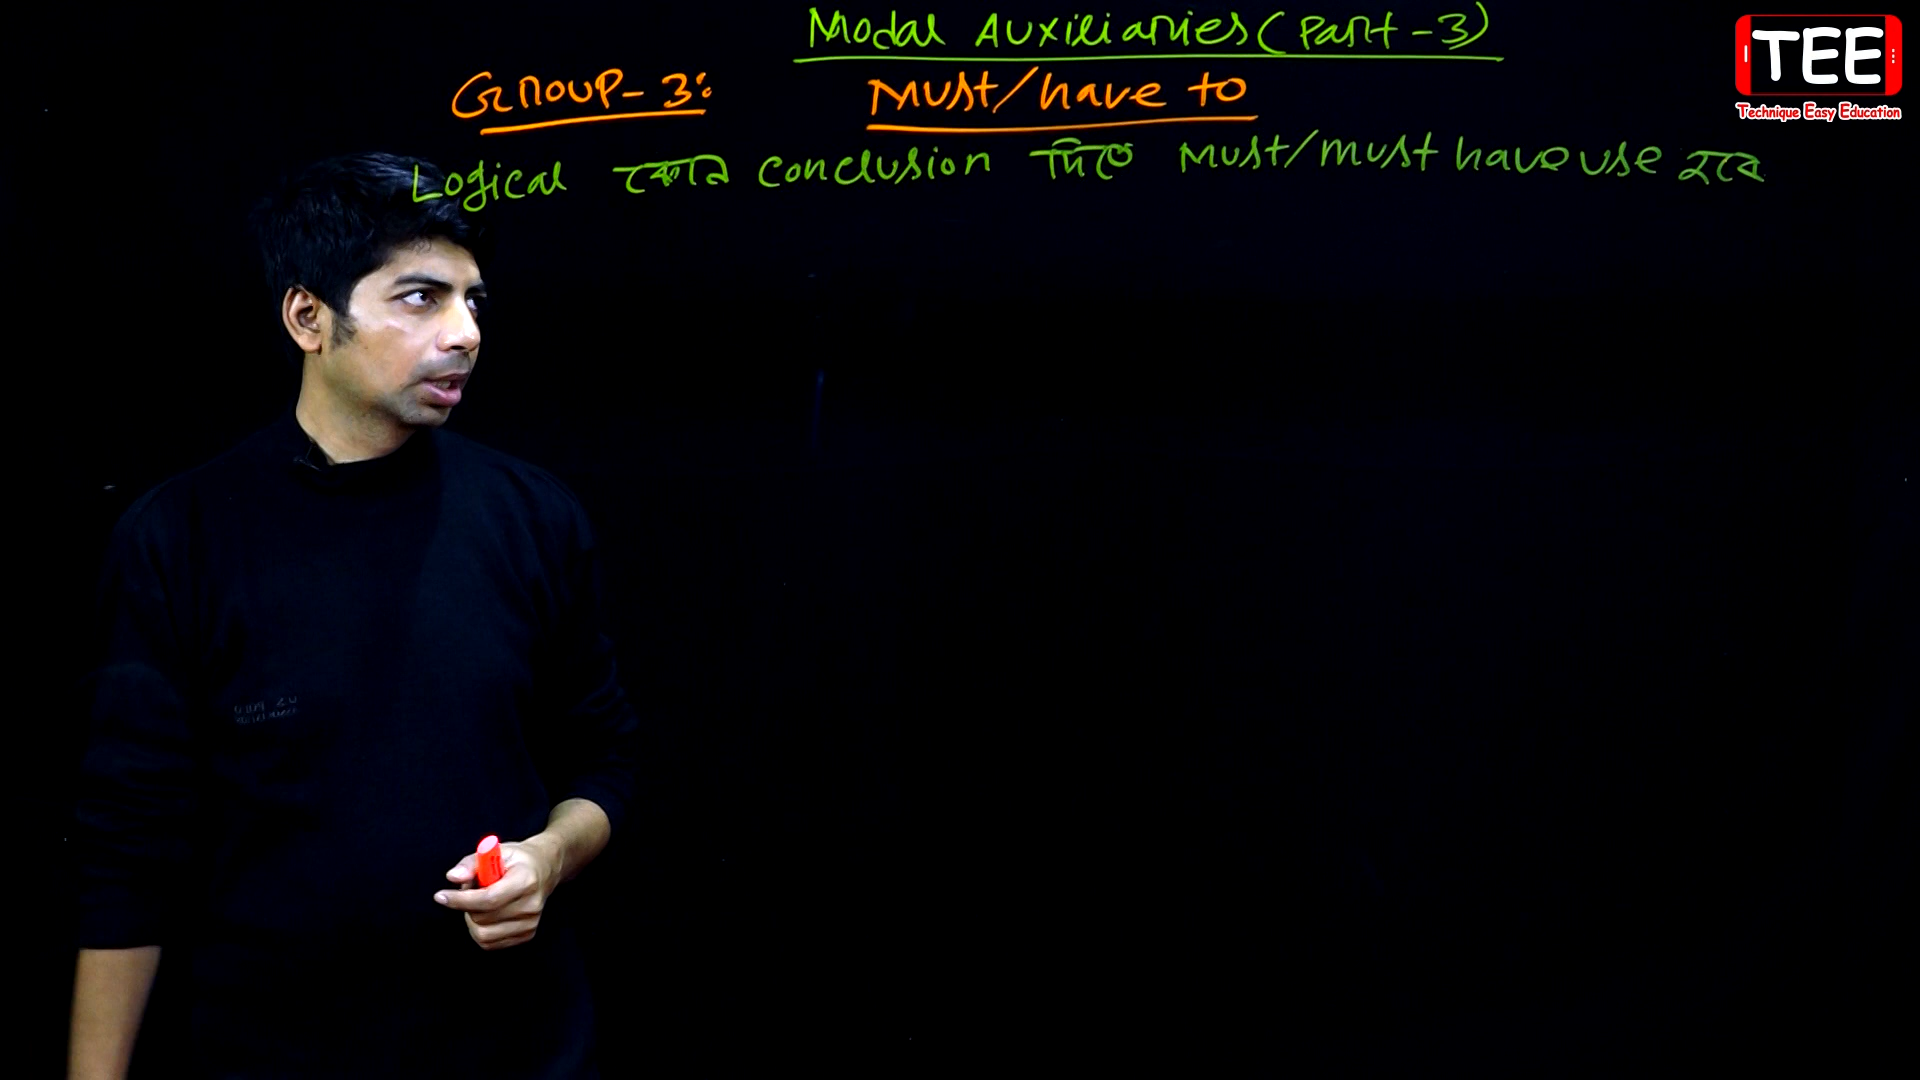 Modal Auxiliaries (Part-3)
TEE
Technique Easy Education
Group-3: Must/have to
Logical কোন conclusion দিতে Must/must have use হবে